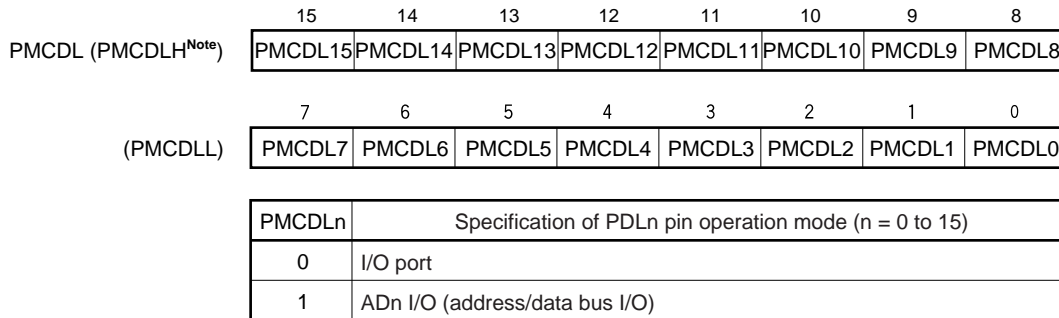 15 14 13 12 11 10 9 8
PMCDL (PMCDLHNote) PMCDL15 PMCDL14 PMCDL13 PMCDL12 PMCDL11 PMCDL10 PMCDL9 PMCDL8
7 6 5 4 3 2 1 0
(PMCDLL) PMCDL7 PMCDL6 PMCDL5 PMCDL4 PMCDL3 PMCDL2 PMCDL1 PMCDL0
PMCDLn Specification of PDLn pin operation mode (n = 0 to 15)
0 I/O port
1 ADn I/O (address/data bus I/O)